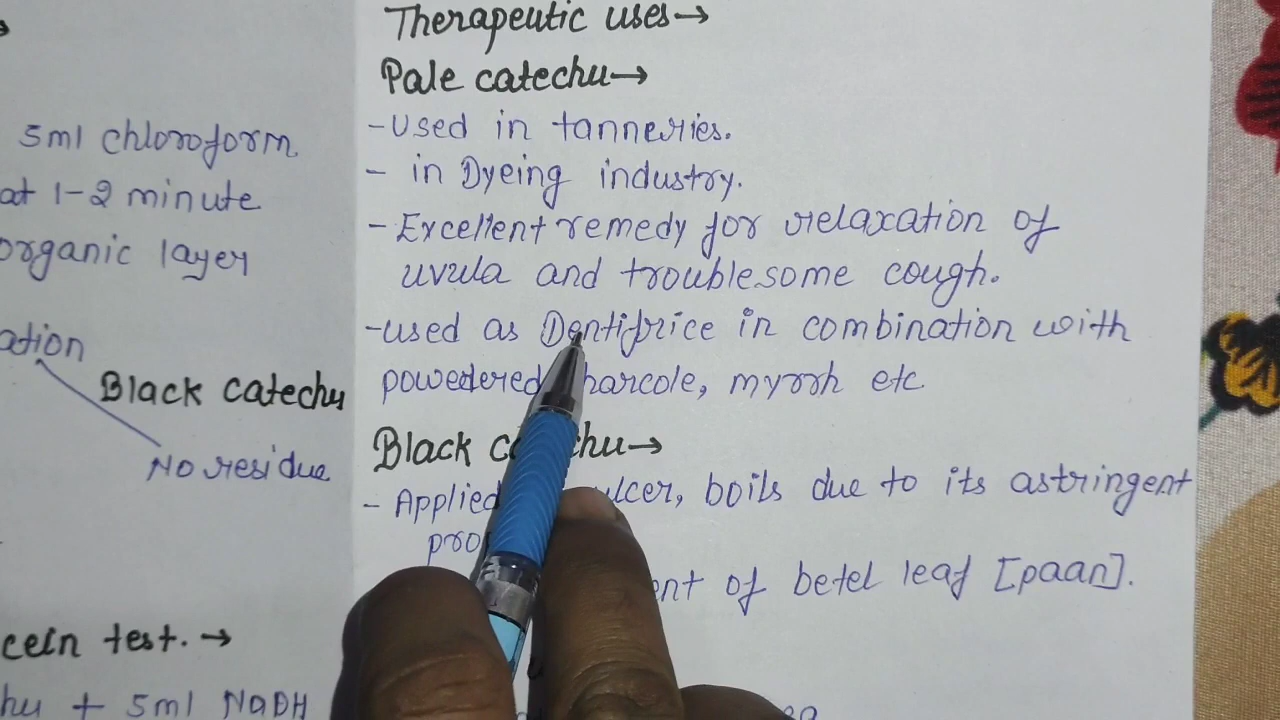 5ml chloroform
at 1-2 minute
organic layer
ation
Black catechu
No residue
cein test. →
hu + 5ml NaOH
Therapeutic uses→
Pale catechu→
-Used in tanneries.
- in Dyeing industry.
-Excellent remedy for relaxation of
uvula and troublesome cough.
-used as Dentifrice in combination with
powedered harcole, myrrh etc
Black c chu→
- Applied ulcer, boils due to its astringent
pro
ent of betel leaf [paan].